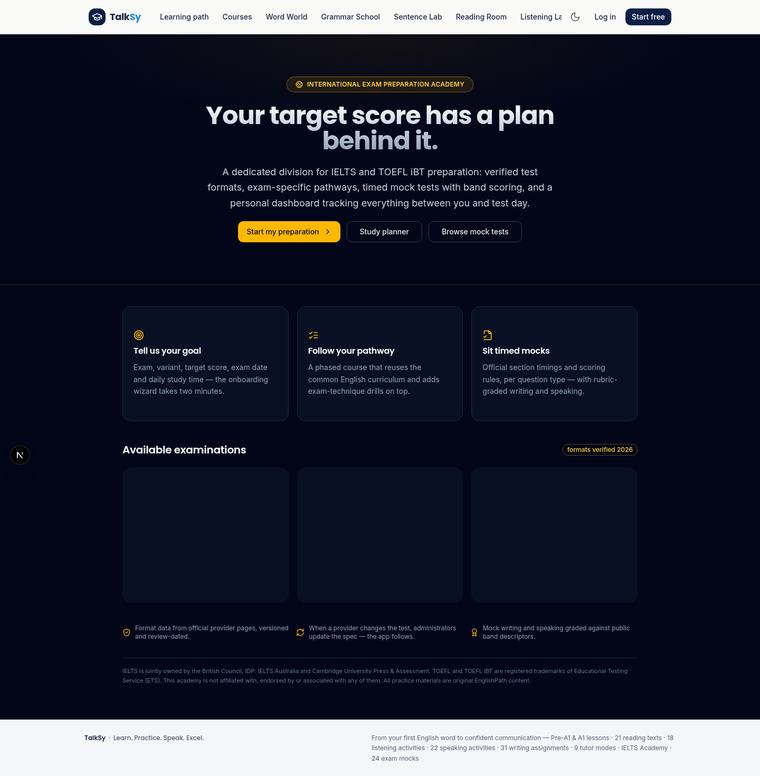 TalkSy
Learning path
Courses
Word World
Grammar School
Sentence Lab
Reading Room
Listening La
Log in
Start free
INTERNATIONAL EXAM PREPARATION ACADEMY
Your target score has a plan
behind it.
A dedicated division for IELTS and TOEFL IBT preparation: verified test
formats, exam-specific pathways, timed mock tests with band scoring, and a
personal dashboard tracking everything between you and test day.
Start my preparation
Study planner
Browse mock tests
Tell us your goal
Exam, variant, target score, exam date
and daily study time — the onboarding
wizard takes two minutes.
Follow your pathway
A phased course that reuses the
common English curriculum and adds
exam-technique drills on top.
Sit timed mocks
Official section timings and scoring
rules, per question type — with rubric-
graded writing and speaking.
Available examinations
formats verified 2026
N
Format data from official provider pages, versioned
and review-dated.
When a provider changes the test, administrators
update the spec — the app follows.
Mock writing and speaking graded against public
band descriptors.
IELTS is jointly owned by the British Council, IDP: IELTS Australia and Cambridge University Press & Assessment. TOEFL and TOEFL iBT are registered trademarks of Educational Testing
Service (ETS). This academy is not affiliated with, endorsed by or associated with any of them. All practice materials are original EnglishPath content.
TalkSy · Learn. Practice. Speak. Excel.
From your first English word to confident communication — Pre-A1 & A1 lessons · 21 reading texts · 18
listening activities · 22 speaking activities · 31 writing assignments · 9 tutor modes · IELTS Academy ·
24 exam mocks